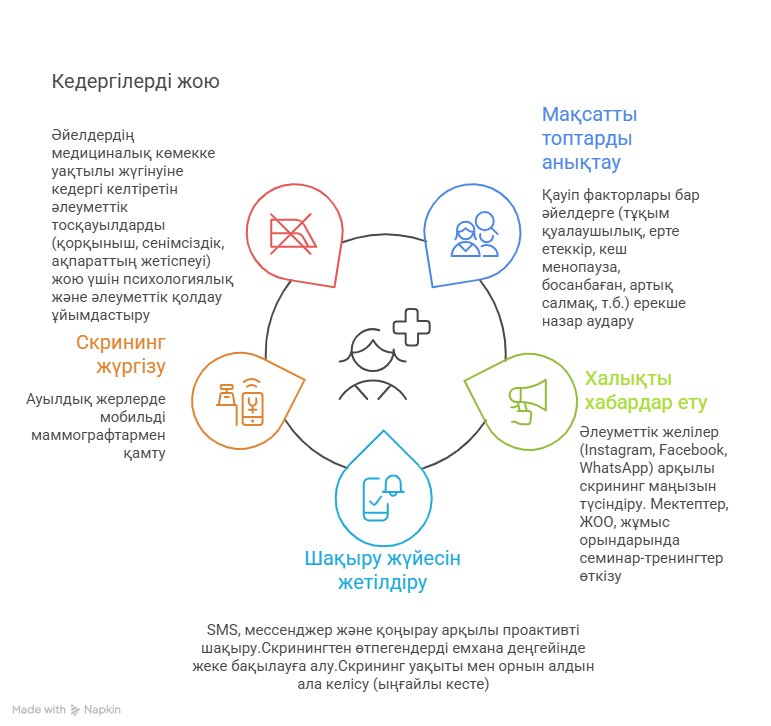 Кедергілерді жою
Әйелдердің
медициналық көмекке
уақтылы жүгінуіне
кедергі келтіретін
әлеуметтік
тосқауылдарды
(қорқыныш, сенімсіздік,
ақпараттың жетіспеуі)
жою үшін психологиялық
және әлеуметтік қолдау
ұйымдастыру
Мақсатты
топтарды
анықтау
Қауіп факторлары бар
әйелдерге (тұқым
қуалаушылық, ерте
етеккір, кеш
менопауза,
босанбаған, артық
салмақ, т.б.) ерекше
назар аудару
Скрининг
жүргізу
Ауылдық жерлерде
мобильді
маммографтармен
қамту
Халықты
хабардар ету
Әлеуметтік желілер
(Instagram, Facebook,
WhatsApp) арқылы
скрининг маңызын
түсіндіру. Мектептер,
ЖОО, жұмыс
орындарында
семинар-тренингтер
өткізу
Шақыру жүйесін
жетілдіру
SMS, мессенджер және қоңырау арқылы проактивті
шақыру.Скринингтен өтпегендерді емхана деңгейінде
жеке бақылауға алу.Скрининг уақыты мен орнын алдын
ала келісу (ыңғайлы кесте)
Made with Napkin